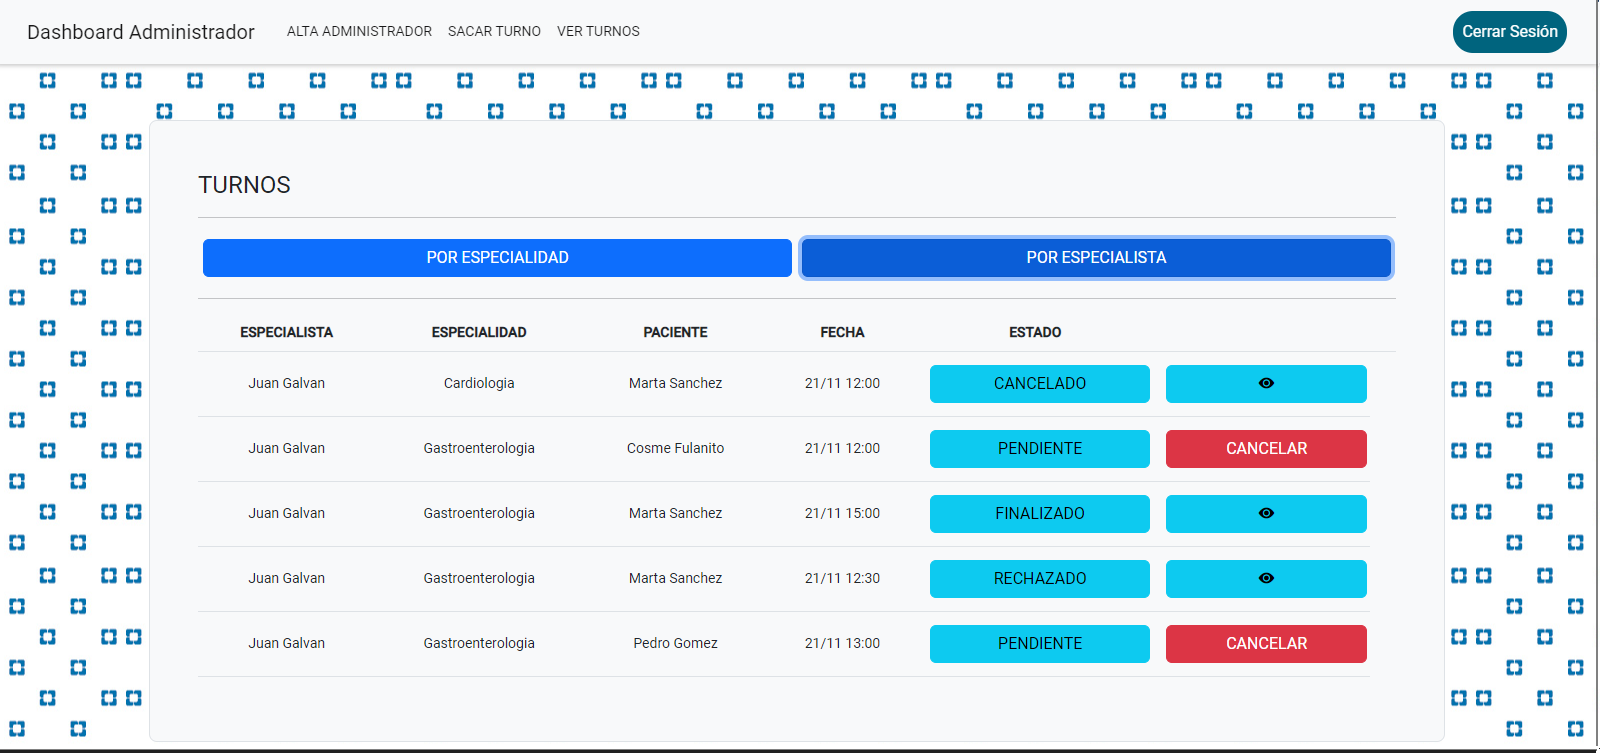 Dashboard Administrador ALTA ADMINISTRADOR SACAR TURNO VER TURNOS Cerrar Sesión
TURNOS
POR ESPECIALIDAD POR ESPECIALISTA
ESPECIALISTA ESPECIALIDAD PACIENTE FECHA ESTADO
Juan Galvan Cardiologia Marta Sanchez 21/11 12:00 CANCELADO
Juan Galvan Gastroenterologia Cosme Fulanito 21/11 12:00 PENDIENTE CANCELAR
Juan Galvan Gastroenterologia Marta Sanchez 21/11 15:00 FINALIZADO
Juan Galvan Gastroenterologia Marta Sanchez 21/11 12:30 RECHAZADO
Juan Galvan Gastroenterologia Pedro Gomez 21/11 13:00 PENDIENTE CANCELAR